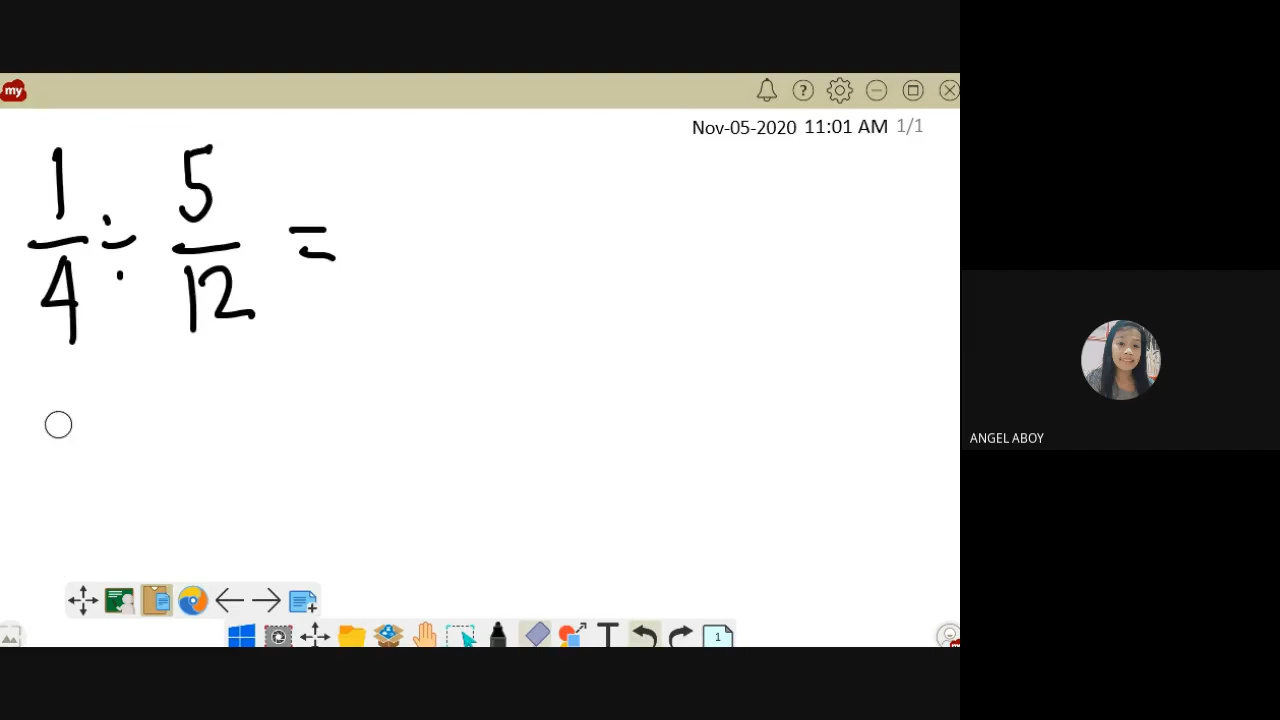 my
Nov-05-2020 11:01 AM 1/1
1/4 ÷ 5/12 =
ANGEL ABOY
T
1